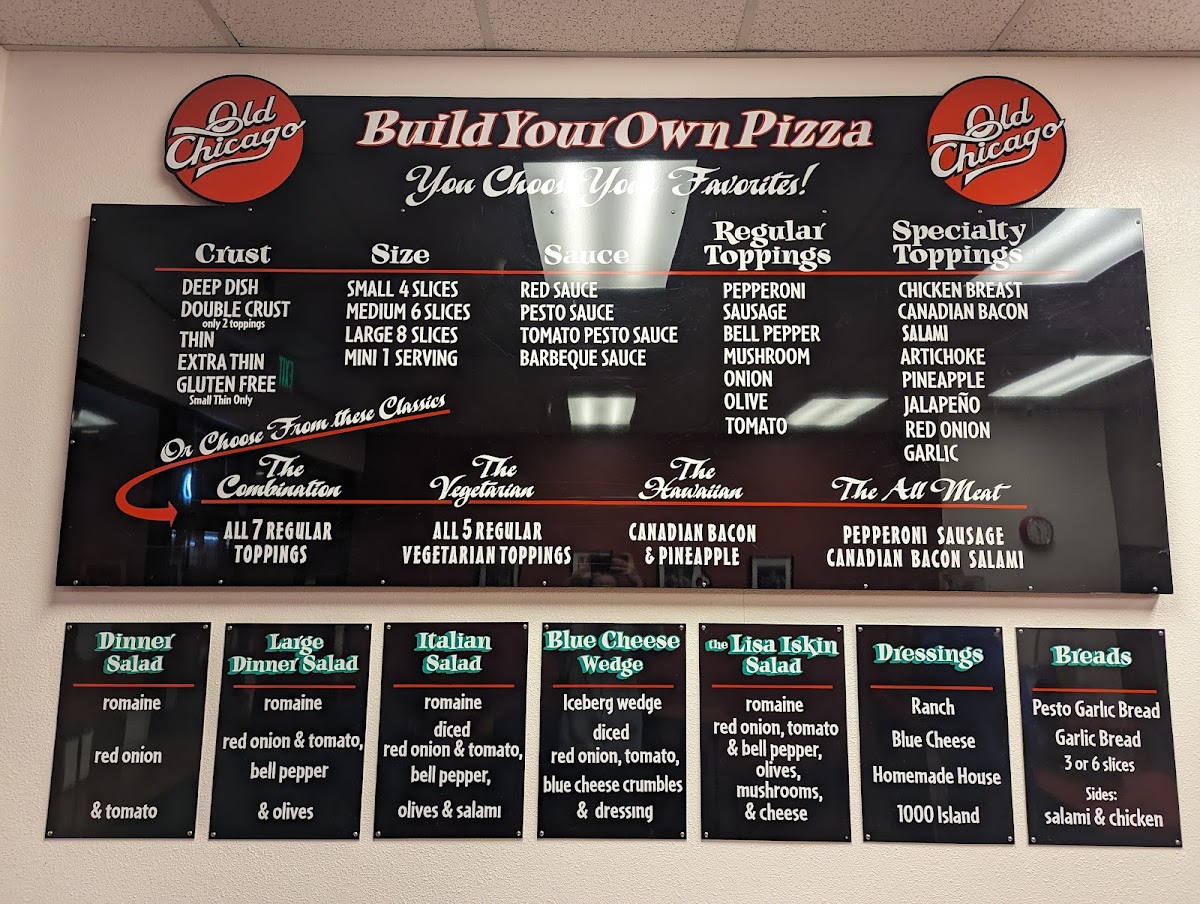 Old
Chicago
Build Your Own Pizza
Old
Chicago
You Choose Your Favorites!
Crust
DEEP DISH
DOUBLE CRUST
only 2 toppings
THIN
EXTRA THIN
GLUTEN FREE
Small Thin Only
Size
SMALL 4 SLICES
MEDIUM 6 SLICES
LARGE 8 SLICES
MINI 1 SERVING
Sauce
RED SAUCE
PESTO SAUCE
TOMATO PESTO SAUCE
BARBEQUE SAUCE
Regular
Toppings
PEPPERONI
SAUSAGE
BELL PEPPER
MUSHROOM
ONION
OLIVE
TOMATO
Specialty
Toppings
CHICKEN BREAST
CANADIAN BACON
SALAMI
ARTICHOKE
PINEAPPLE
JALAPEÑO
RED ONION
GARLIC
Or Choose From these Classics
The
Combination
ALL 7 REGULAR
TOPPINGS
The
Vegetarian
ALL 5 REGULAR
VEGETARIAN TOPPINGS
The
Hawaiian
CANADIAN BACON
& PINEAPPLE
The All Meat
PEPPERONI SAUSAGE
CANADIAN BACON SALAMI
Dinner
Salad
romaine
red onion
& tomato
Large
Dinner Salad
romaine
red onion & tomato,
bell pepper
& olives
Italian
Salad
romaine
diced
red onion & tomato,
bell pepper,
olives & salami
Blue Cheese
Wedge
Iceberg wedge
diced
red onion, tomato,
blue cheese crumbles
& dressing
the Lisa Iskin
Salad
romaine
red onion, tomato
& bell pepper,
olives,
mushrooms,
& cheese
Dressings
Ranch
Blue Cheese
Homemade House
1000 Island
Breads
Pesto Garlic Bread
Garlic Bread
3 or 6 slices
Sides:
salami & chicken